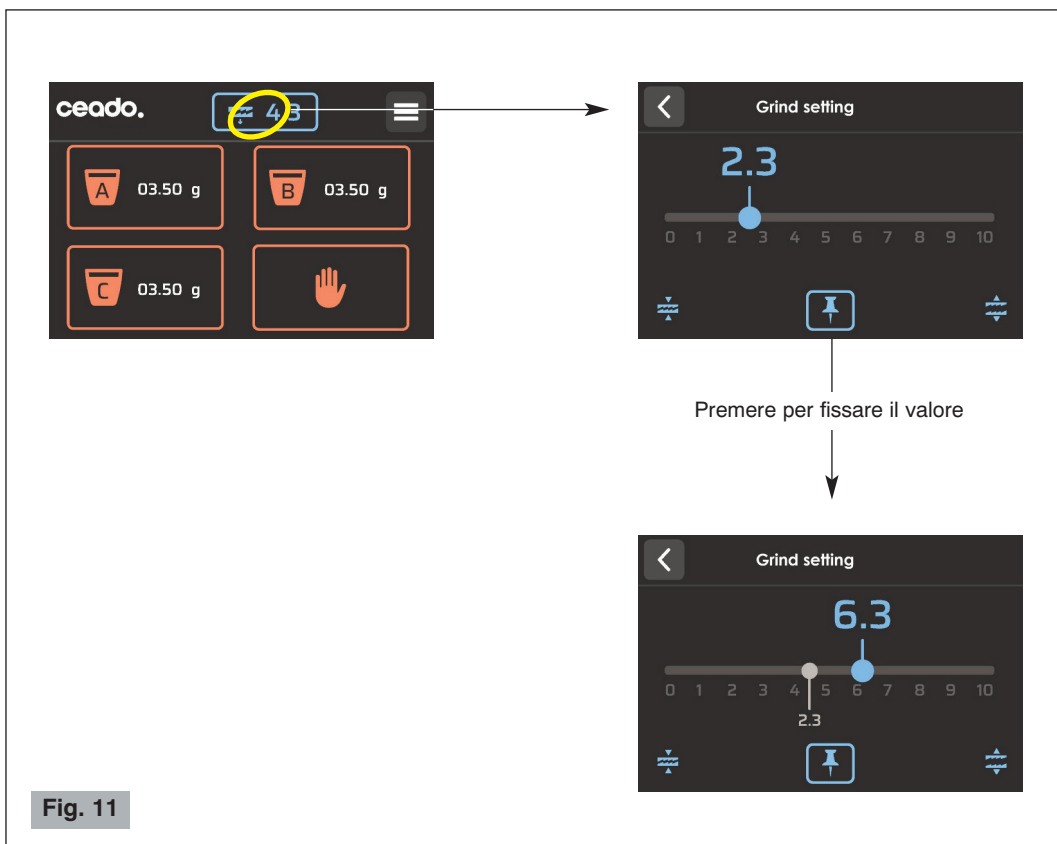 ceado.
4.3
A 03.50 g
B 03.50 g
C 03.50 g
Grind setting
2.3
0 1 2 3 4 5 6 7 8 9 10
Premere per fissare il valore
Grind setting
6.3
0 1 2 3 4 5 6 7 8 9 10
2.3
Fig. 11